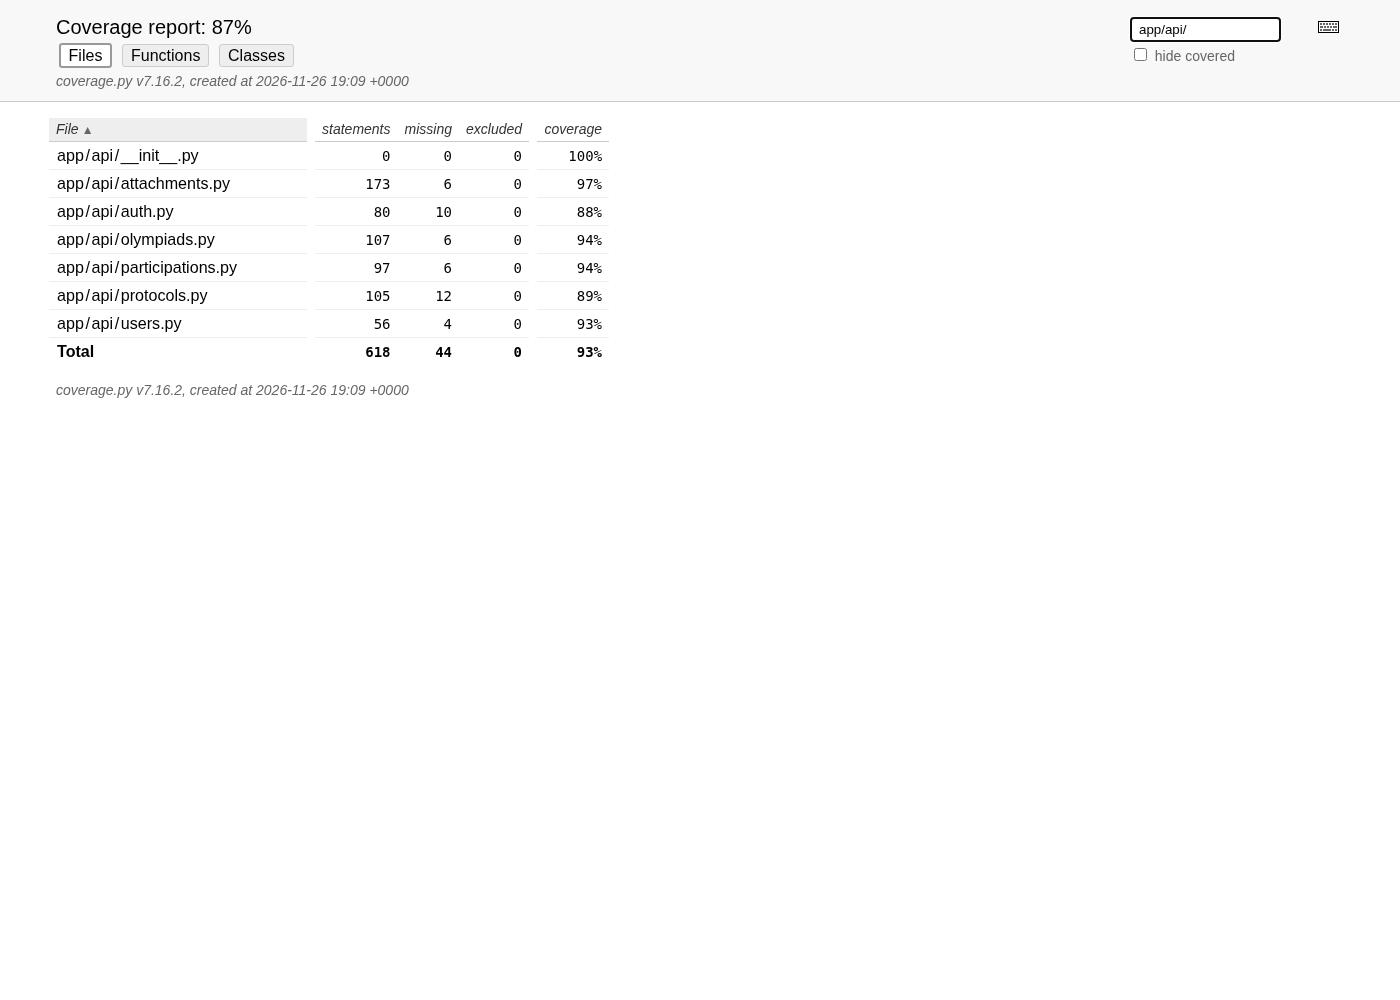 Coverage report: 87%
app/api/
Files Functions Classes
hide covered
coverage.py v7.16.2, created at 2026-11-26 19:09 +0000
File ▲ statements missing excluded coverage
app/api/__init__.py 0 0 0 100%
app/api/attachments.py 173 6 0 97%
app/api/auth.py 80 10 0 88%
app/api/olympiads.py 107 6 0 94%
app/api/participations.py 97 6 0 94%
app/api/protocols.py 105 12 0 89%
app/api/users.py 56 4 0 93%
Total 618 44 0 93%
coverage.py v7.16.2, created at 2026-11-26 19:09 +0000